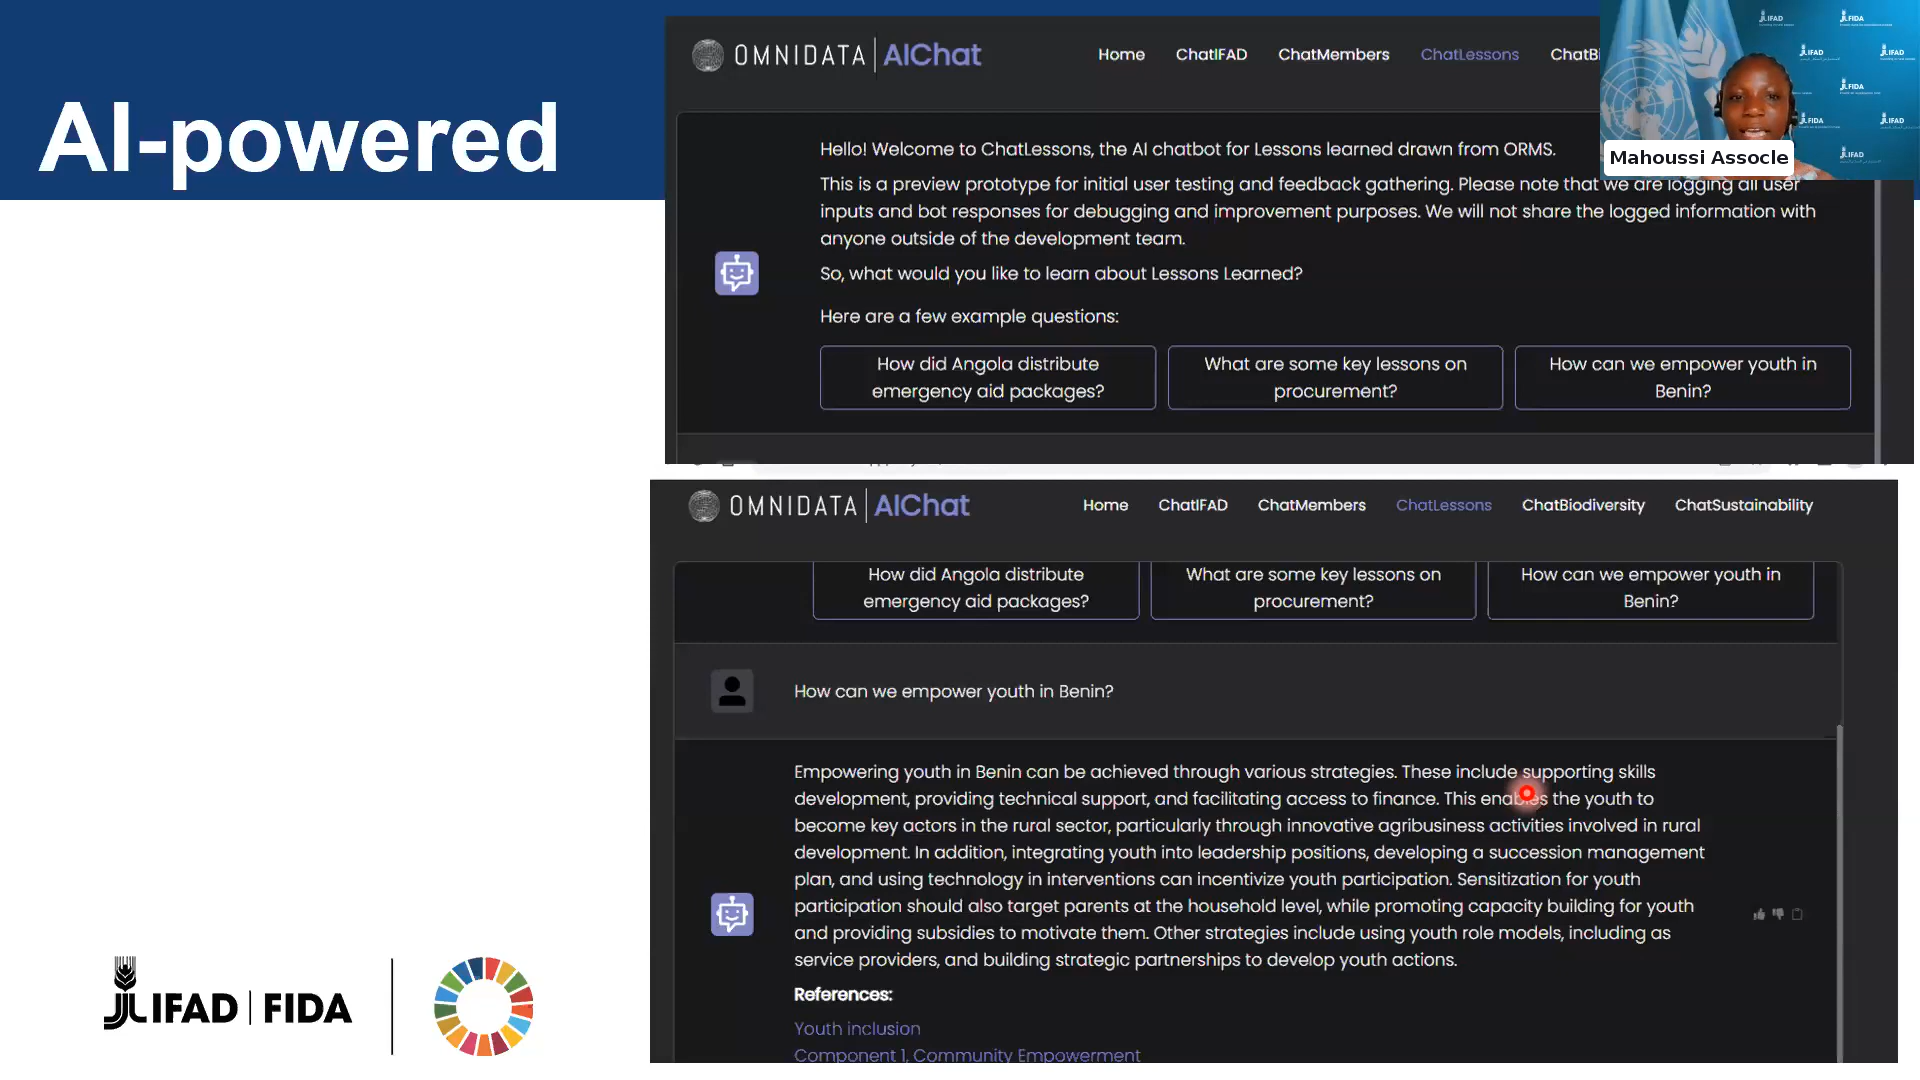 AI-powered
OMNIDATA | AIChat
Home ChatIFAD ChatMembers ChatLessons ChatBi
Hello! Welcome to ChatLessons, the AI chatbot for Lessons learned drawn from ORMS.
This is a preview prototype for initial user testing and feedback gathering. Please note that we are logging all user
inputs and bot responses for debugging and improvement purposes. We will not share the logged information with
anyone outside of the development team.
So, what would you like to learn about Lessons Learned?
Here are a few example questions:
How did Angola distribute
emergency aid packages?
What are some key lessons on
procurement?
How can we empower youth in
Benin?
IFAD
FIDA
IFAD
IFAD
FIDA
FIDA
IFAD
IFAD
Mahoussi Assocle
OMNIDATA | AIChat
Home ChatIFAD ChatMembers ChatLessons ChatBiodiversity ChatSustainability
How did Angola distribute
emergency aid packages?
What are some key lessons on
procurement?
How can we empower youth in
Benin?
How can we empower youth in Benin?
Empowering youth in Benin can be achieved through various strategies. These include supporting skills
development, providing technical support, and facilitating access to finance. This enables the youth to
become key actors in the rural sector, particularly through innovative agribusiness activities involved in rural
development. In addition, integrating youth into leadership positions, developing a succession management
plan, and using technology in interventions can incentivize youth participation. Sensitization for youth
participation should also target parents at the household level, while promoting capacity building for youth
and providing subsidies to motivate them. Other strategies include using youth role models, including as
service providers, and building strategic partnerships to develop youth actions.
References:
Youth inclusion
Component 1, Community Empowerment
IFAD | FIDA